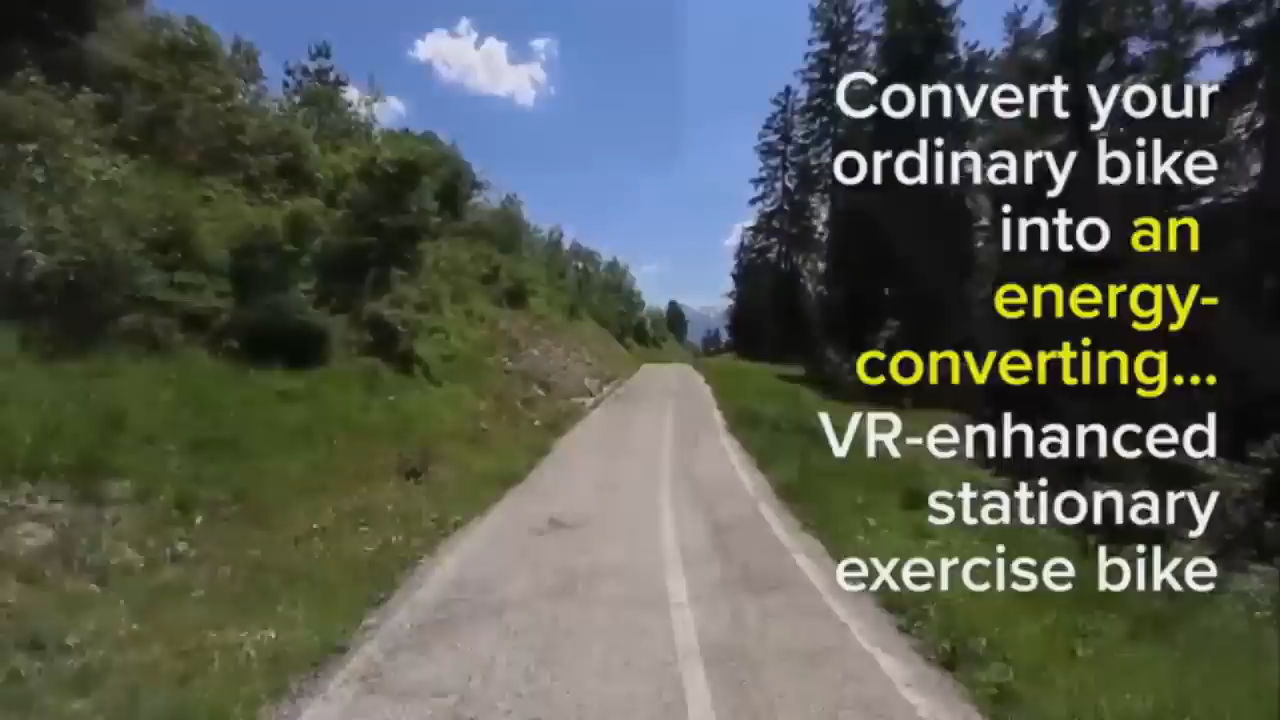 Convert your
ordinary bike
into an
energy-
converting...
VR-enhanced
stationary
exercise bike